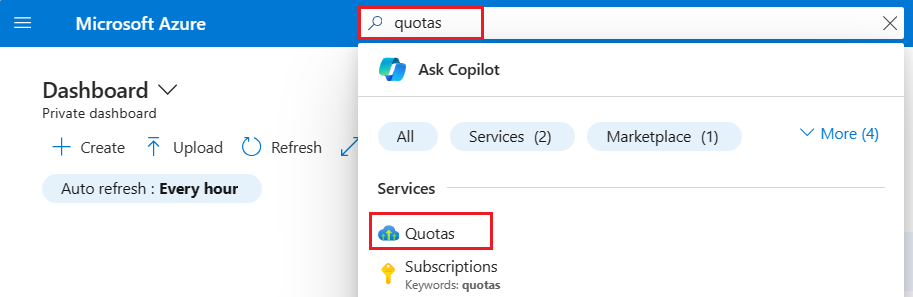 Microsoft Azure
quotas
Ask Copilot
Dashboard
Private dashboard
All
Services (2)
Marketplace (1)
More (4)
Create
Upload
Refresh
Auto refresh : Every hour
Services
Quotas
Subscriptions
Keywords: quotas